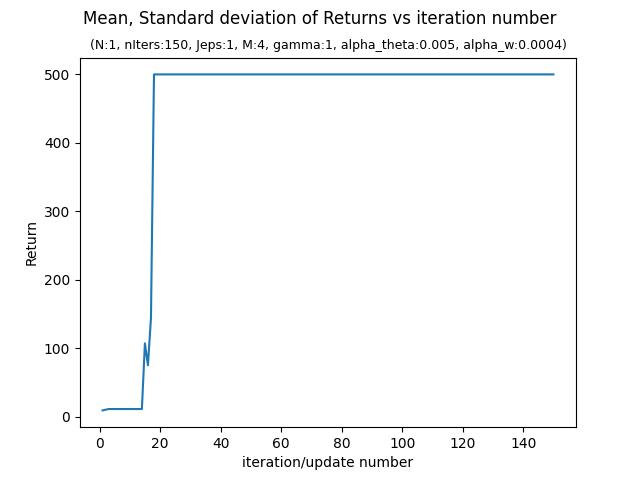 Mean, Standard deviation of Returns vs iteration number
(N:1, nIters:150, Jeps:1, M:4, gamma:1, alpha_theta:0.005, alpha_w:0.0004)
500
400
300
200
100
0
Return
0 20 40 60 80 100 120 140
iteration/update number